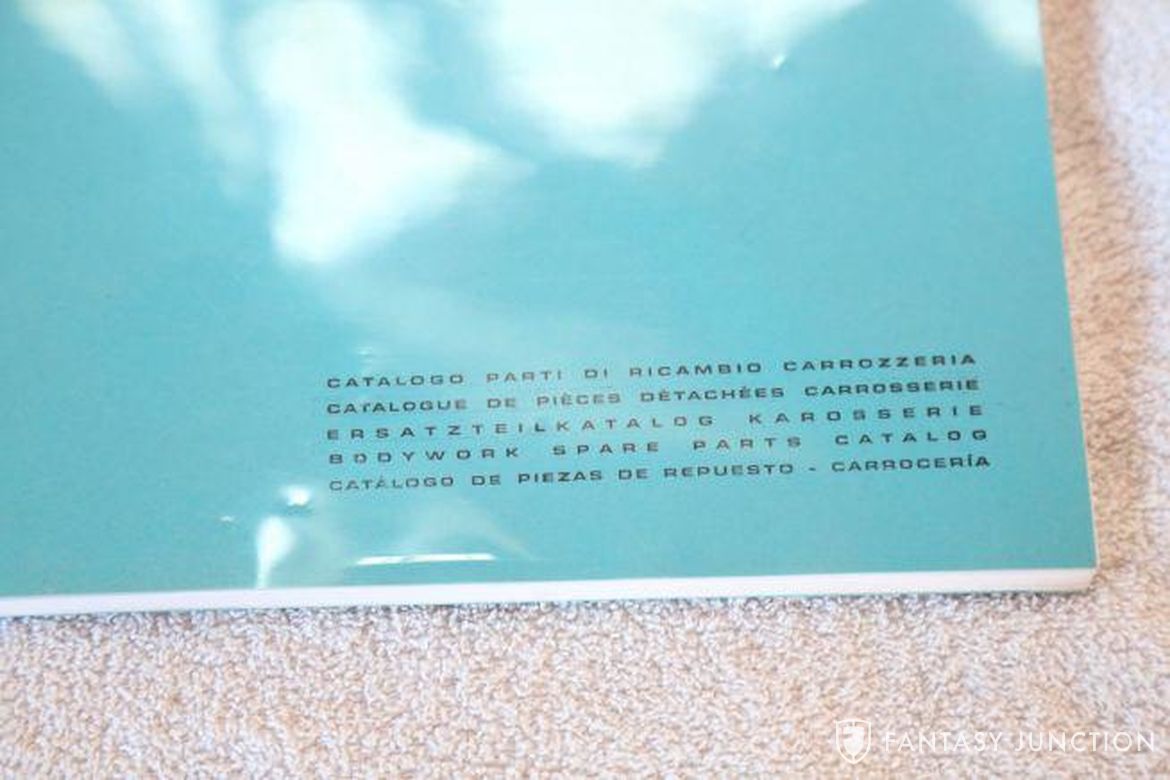 CATALOGO PARTI DI RICAMBIO CARROZZERIA
CATALOGUE DE PIÈCES DÉTACHÉES CARROSSERIE
ERSATZTEILKATALOG KAROSSERIE
BODYWORK SPARE PARTS CATALOG
CATÁLOGO DE PIEZAS DE REPUESTO - CARROCERÍA
FANTASY JUNCTION